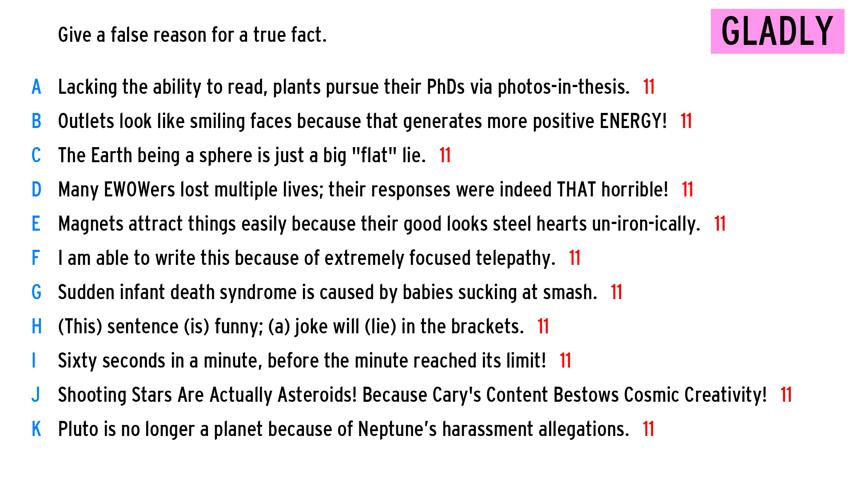 Give a false reason for a true fact.
GLADLY
A Lacking the ability to read, plants pursue their PhDs via photos-in-thesis. 11
B Outlets look like smiling faces because that generates more positive ENERGY! 11
C The Earth being a sphere is just a big "flat" lie. 11
D Many EWOWers lost multiple lives; their responses were indeed THAT horrible! 11
E Magnets attract things easily because their good looks steel hearts un-iron-ically. 11
F I am able to write this because of extremely focused telepathy. 11
G Sudden infant death syndrome is caused by babies sucking at smash. 11
H (This) sentence (is) funny; (a) joke will (lie) in the brackets. 11
I Sixty seconds in a minute, before the minute reached its limit! 11
J Shooting Stars Are Actually Asteroids! Because Cary's Content Bestows Cosmic Creativity! 11
K Pluto is no longer a planet because of Neptune’s harassment allegations. 11